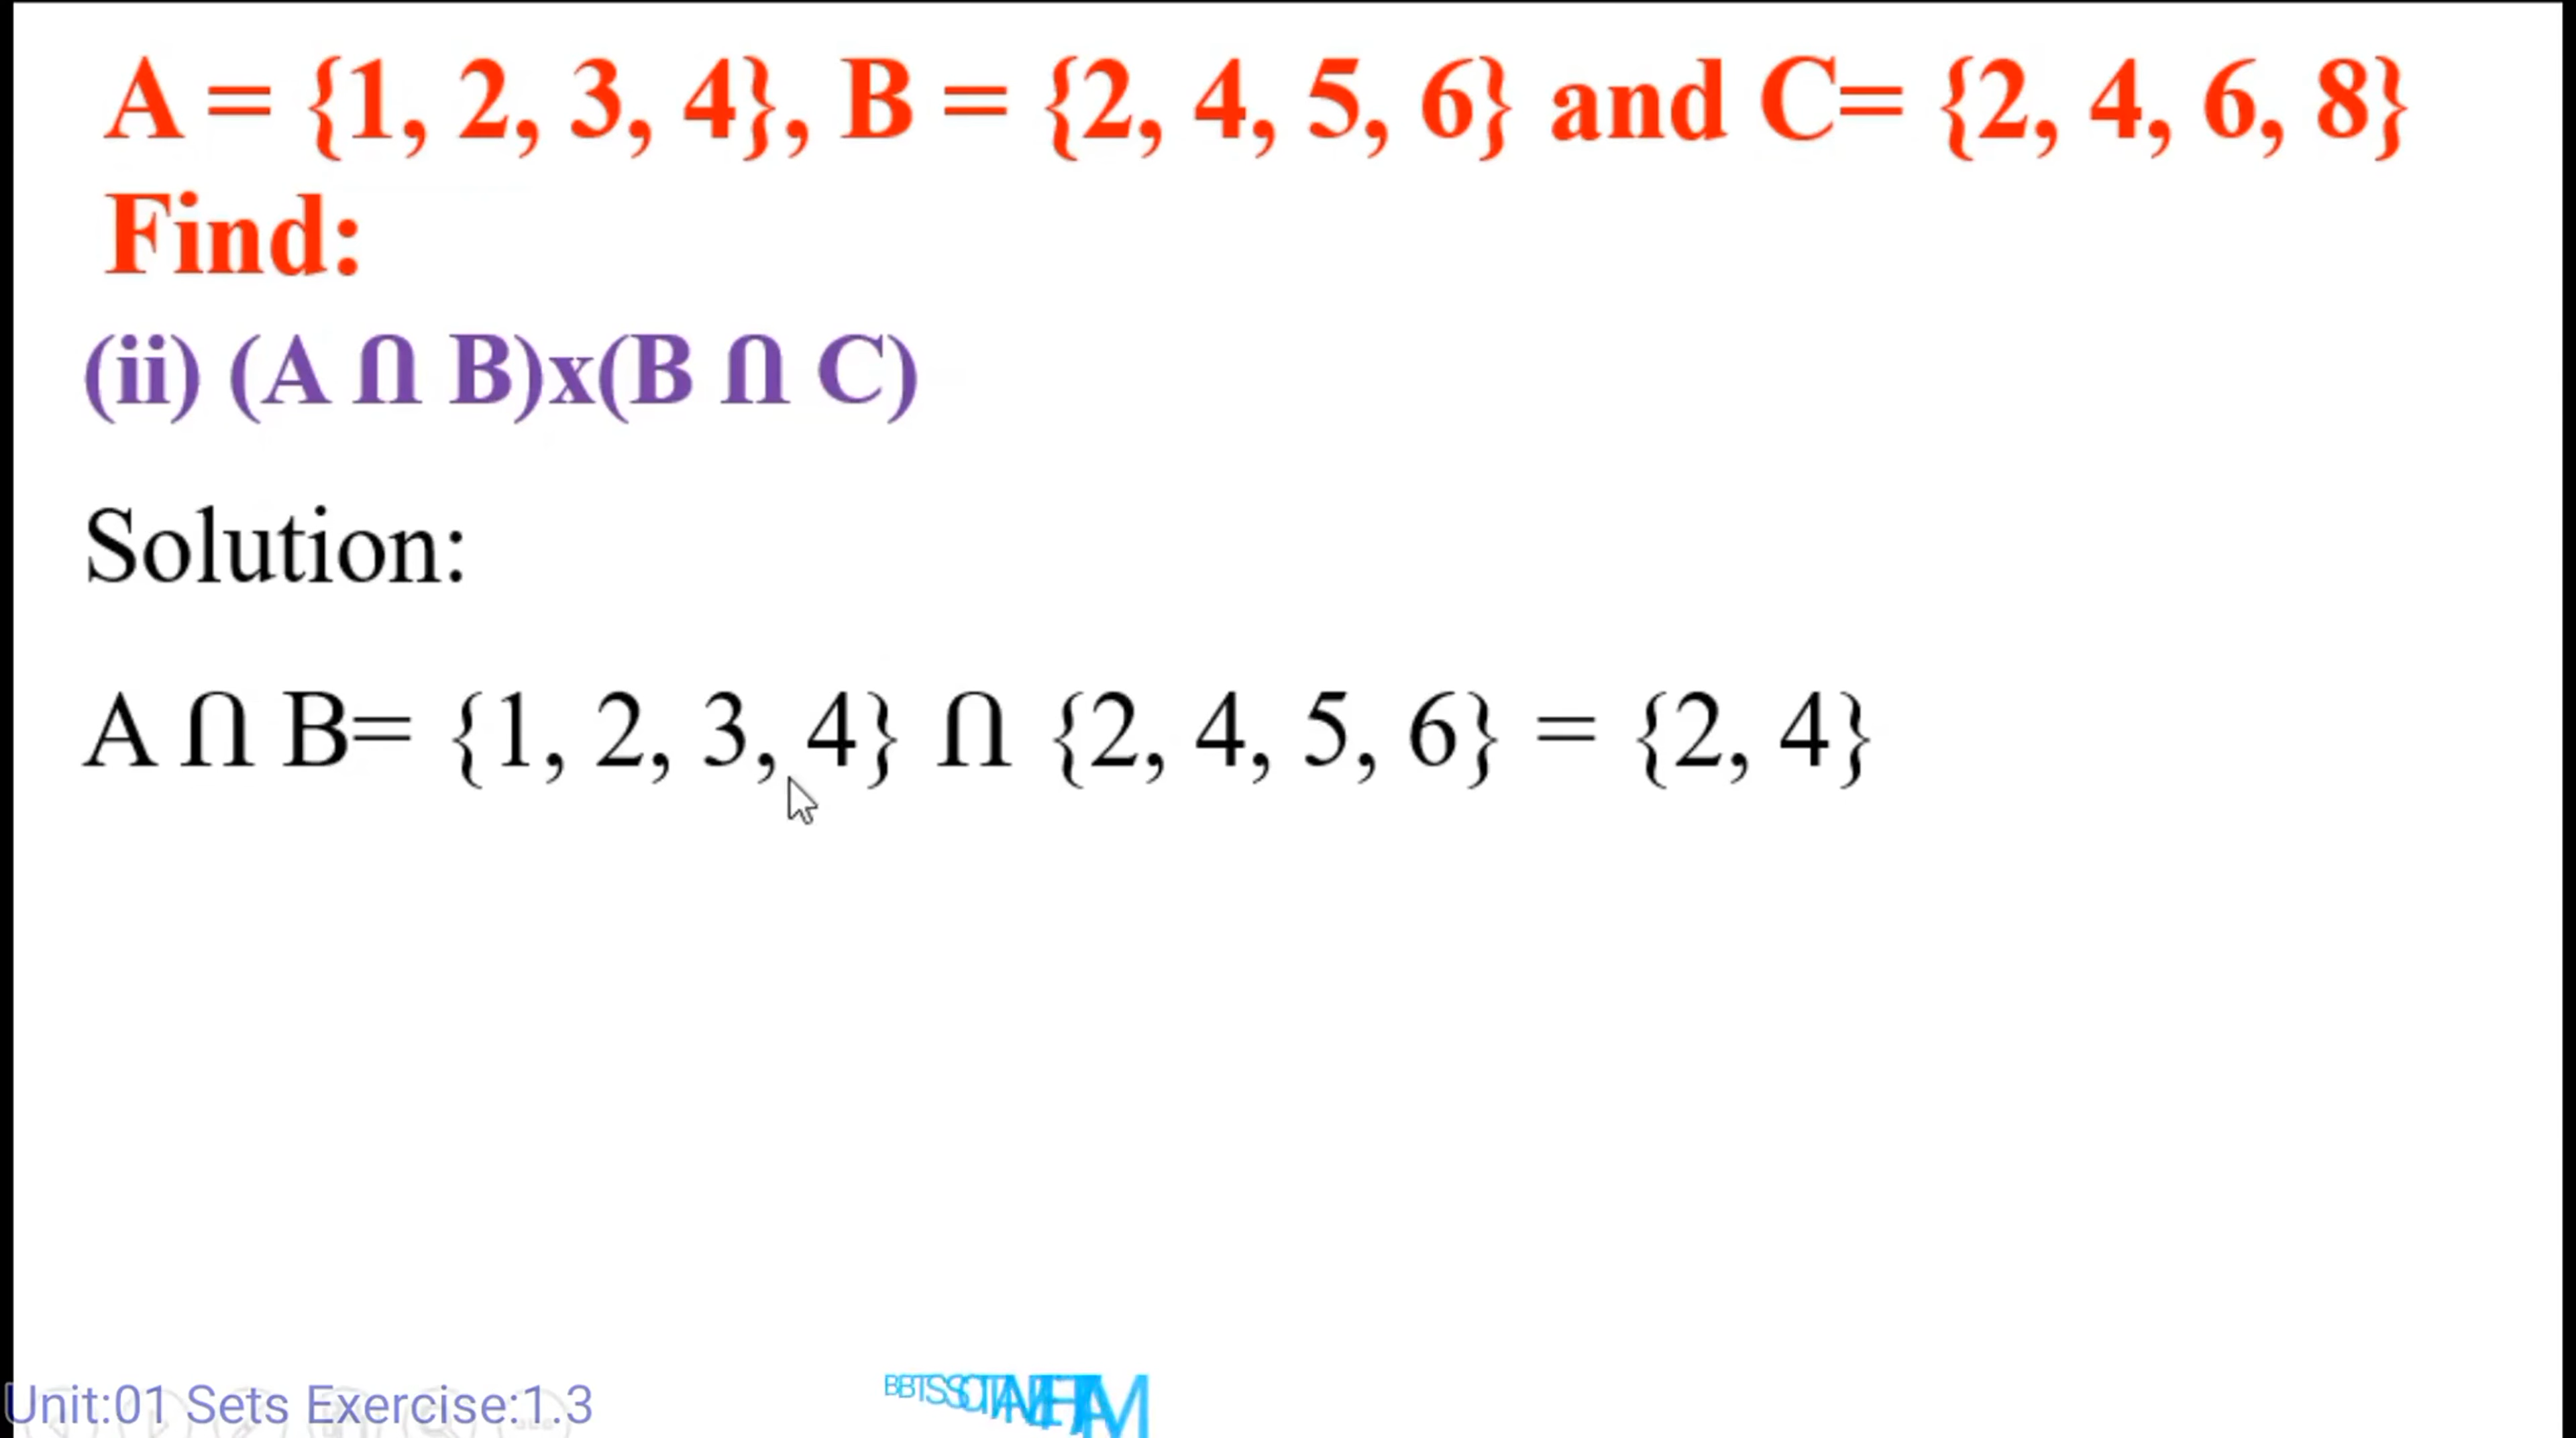 A = {1, 2, 3, 4}, B = {2, 4, 5, 6} and C= {2, 4, 6, 8}
Find:
(ii) (A ∩ B)x(B ∩ C)
Solution:
A ∩ B= {1, 2, 3, 4} ∩ {2, 4, 5, 6} = {2, 4}
Unit:01 Sets Exercise:1.3